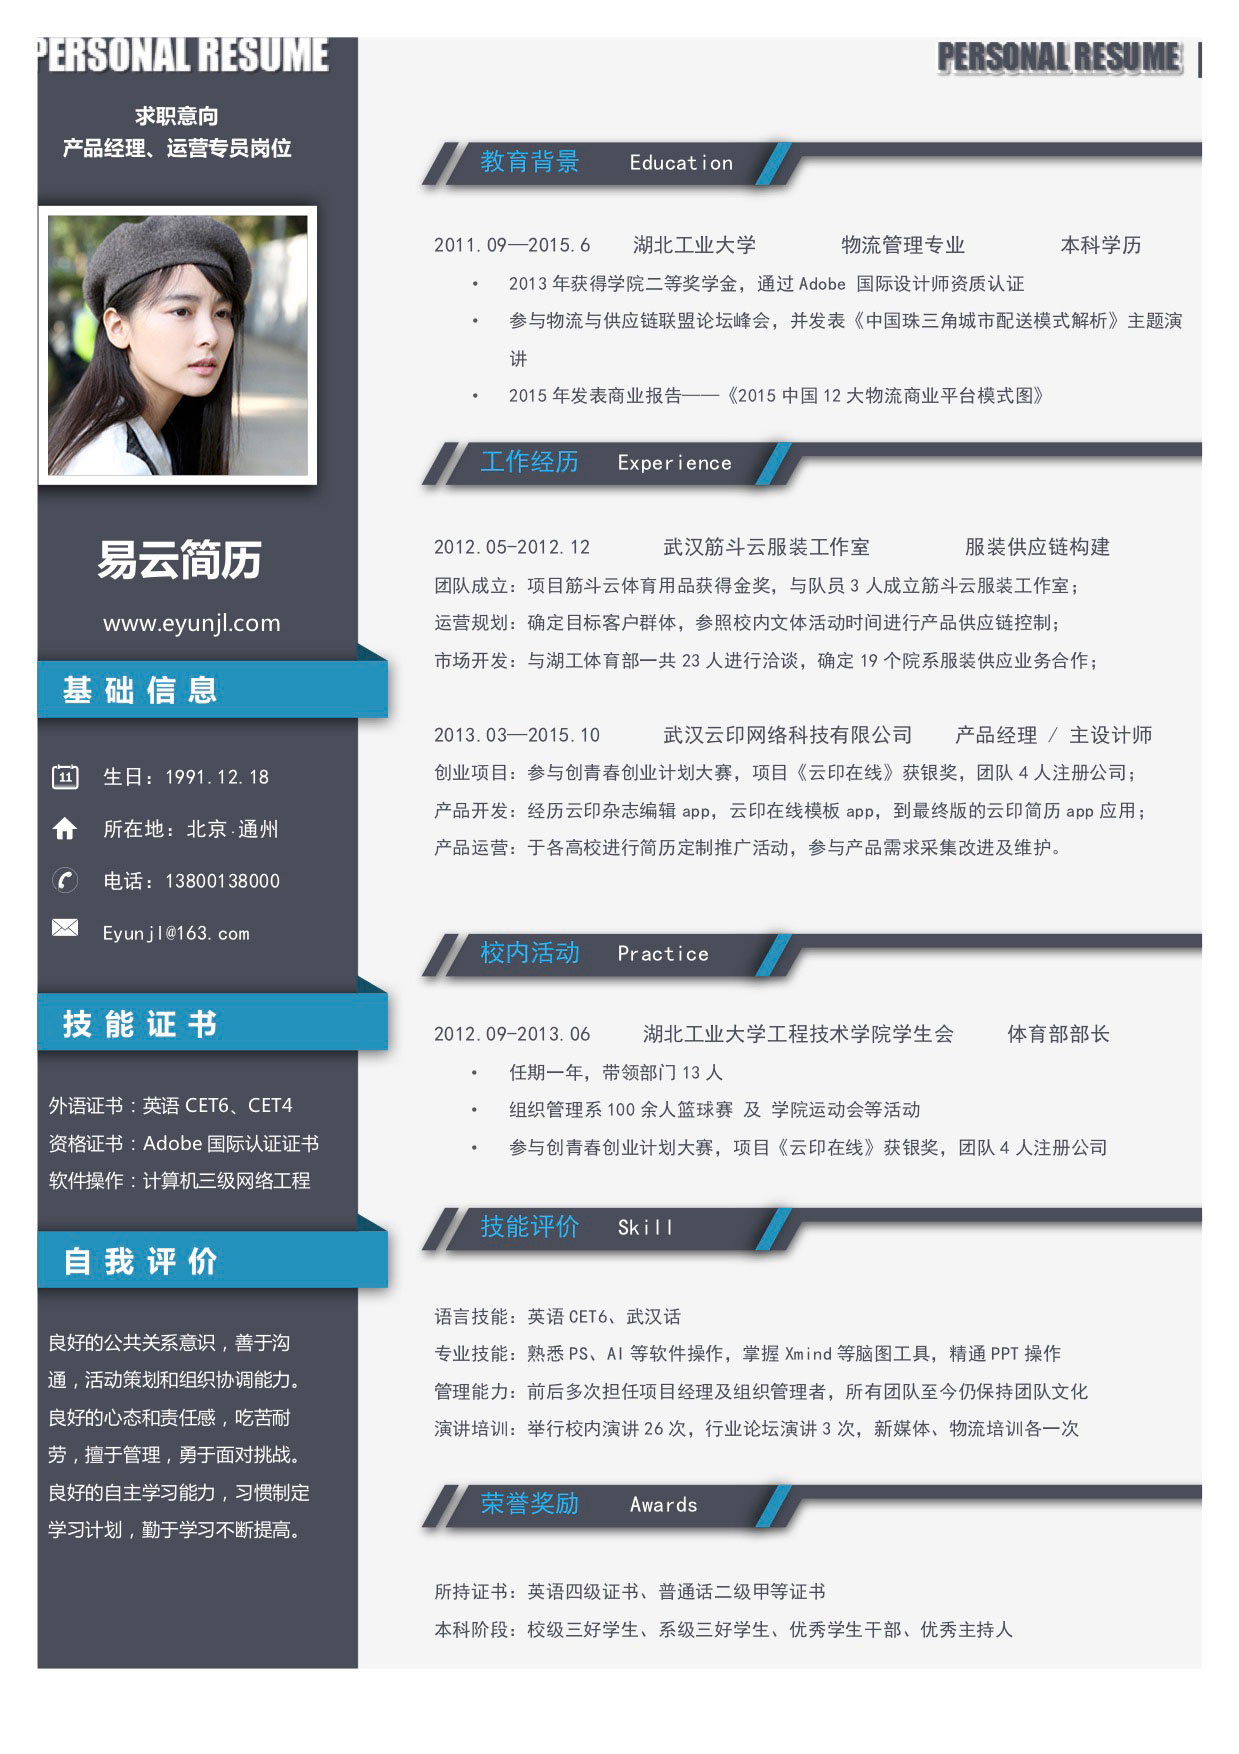 PERSONAL RESUME
求职意向
产品经理、运营专员岗位
易云简历
www.eyunjl.com
基础信息
生日：1991.12.18
所在地：北京·通州
电话：13800138000
Eyunjl@163.com
技能证书
外语证书：英语 CET6、CET4
资格证书：Adobe 国际认证证书
软件操作：计算机三级网络工程
自我评价
良好的公共关系意识，善于沟
通，活动策划和组织协调能力。
良好的心态和责任感，吃苦耐
劳，擅于管理，勇于面对挑战。
良好的自主学习能力，习惯制定
学习计划，勤于学习不断提高。
PERSONAL RESUME
教育背景 Education
2011.09—2015.6 湖北工业大学 物流管理专业 本科学历
• 2013 年获得学院二等奖学金，通过 Adobe 国际设计师资质认证
• 参与物流与供应链联盟论坛峰会，并发表《中国珠三角城市配送模式解析》主题演
讲
• 2015 年发表商业报告——《2015 中国 12 大物流商业平台模式图》
工作经历 Experience
2012.05-2012.12 武汉筋斗云服装工作室 服装供应链构建
团队成立：项目筋斗云体育用品获得金奖，与队员 3 人成立筋斗云服装工作室；
运营规划：确定目标客户群体，参照校内文体活动时间进行产品供应链控制；
市场开发：与湖工体育部一共 23 人进行洽谈，确定 19 个院系服装供应业务合作；
2013.03—2015.10 武汉云印网络科技有限公司 产品经理 / 主设计师
创业项目：参与创青春创业计划大赛，项目《云印在线》获银奖，团队 4 人注册公司；
产品开发：经历云印杂志编辑 app，云印在线模板 app，到最终版的云印简历 app 应用；
产品运营：于各高校进行简历定制推广活动，参与产品需求采集改进及维护。
校内活动 Practice
2012.09-2013.06 湖北工业大学工程技术学院学生会 体育部部长
• 任期一年，带领部门 13 人
• 组织管理系 100 余人篮球赛 及 学院运动会等活动
• 参与创青春创业计划大赛，项目《云印在线》获银奖，团队 4 人注册公司
技能评价 Skill
语言技能：英语 CET6、武汉话
专业技能：熟悉 PS、AI 等软件操作，掌握 Xmind 等脑图工具，精通 PPT 操作
管理能力：前后多次担任项目经理及组织管理者，所有团队至今仍保持团队文化
演讲培训：举行校内演讲 26 次，行业论坛演讲 3 次，新媒体、物流培训各一次
荣誉奖励 Awards
所持证书：英语四级证书、普通话二级甲等证书
本科阶段：校级三好学生、系级三好学生、优秀学生干部、优秀主持人